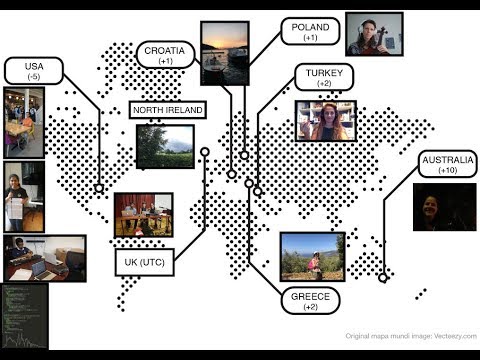 POLAND
(+1)
CROATIA
(+1)
USA
(-5)
TURKEY
(+2)
NORTH IRELAND
AUSTRALIA
(+10)
UK (UTC)
GREECE
(+2)
Original mapa mundi image: Vecteezy.com